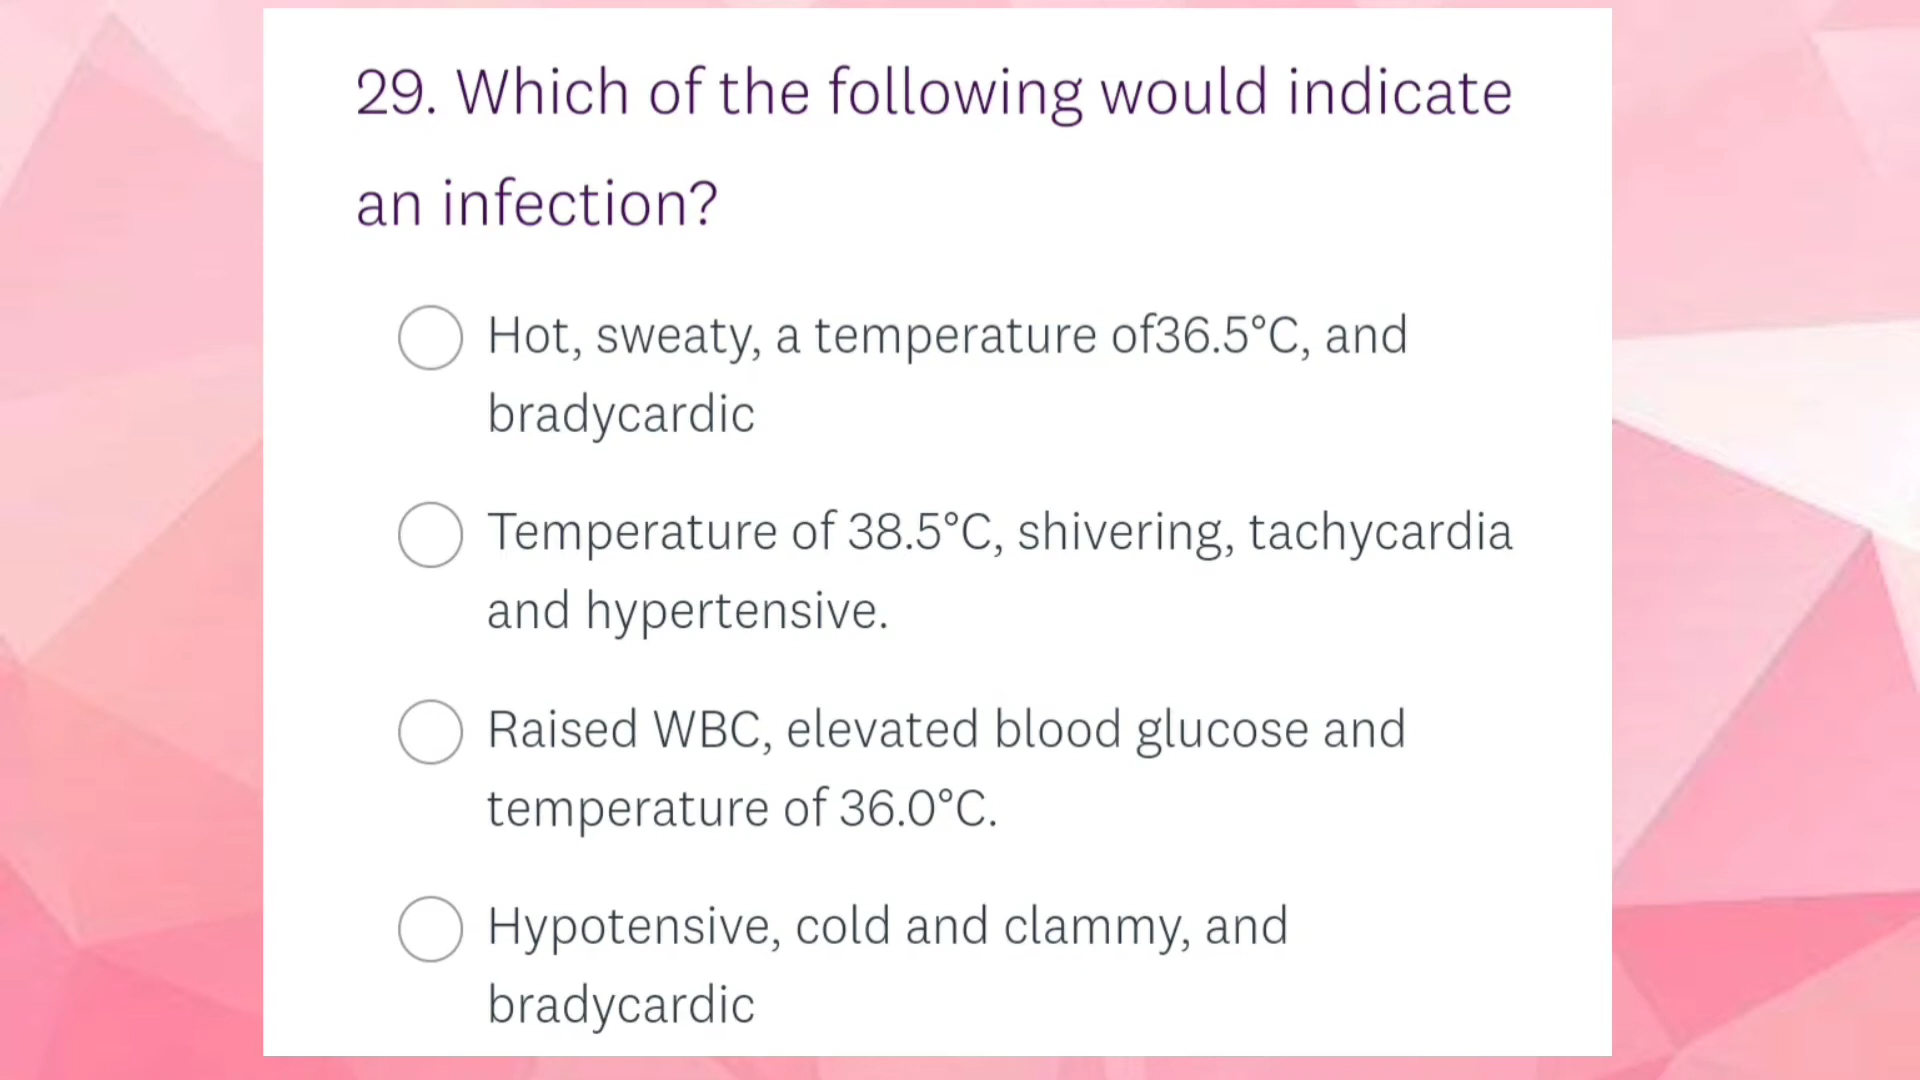 29. Which of the following would indicate
an infection?
Hot, sweaty, a temperature of36.5°C, and
bradycardic
Temperature of 38.5°C, shivering, tachycardia
and hypertensive.
Raised WBC, elevated blood glucose and
temperature of 36.0°C.
Hypotensive, cold and clammy, and
bradycardic